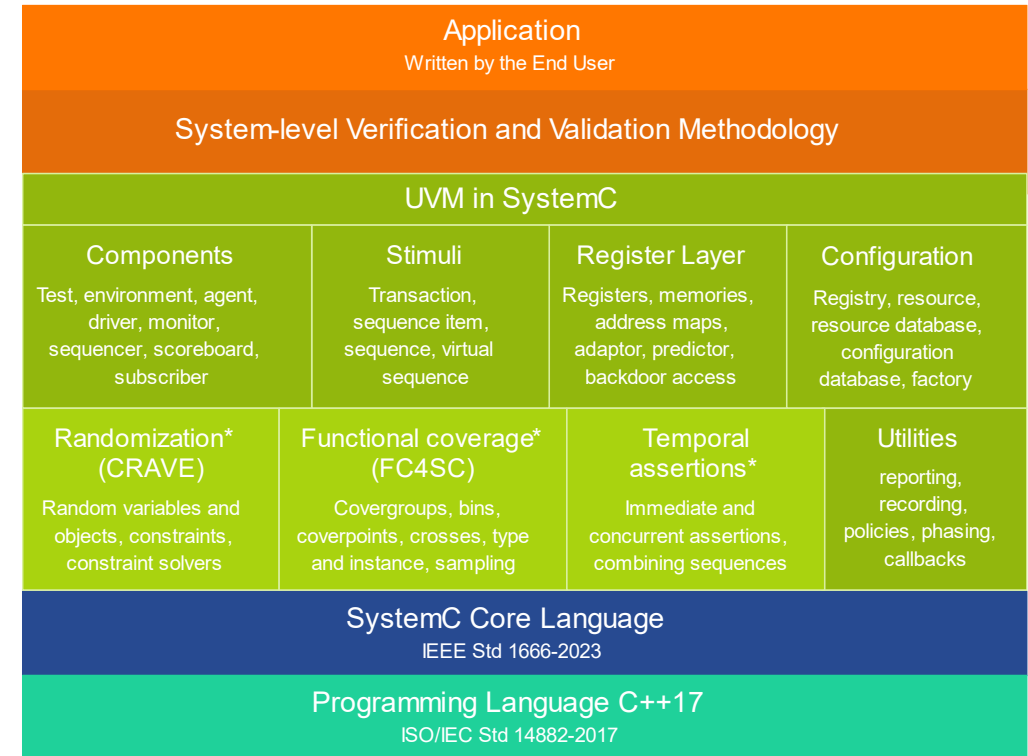 Application
Written by the End User
System-level Verification and Validation Methodology
UVM in SystemC
Components
Test, environment, agent,
driver, monitor,
sequencer, scoreboard,
subscriber
Stimuli
Transaction,
sequence item,
sequence, virtual
sequence
Register Layer
Registers, memories,
address maps,
adaptor, predictor,
backdoor access
Configuration
Registry, resource,
resource database,
configuration
database, factory
Randomization*
(CRAVE)
Random variables and
objects, constraints,
constraint solvers
Functional coverage*
(FC4SC)
Covergroups, bins,
coverpoints, crosses, type
and instance, sampling
Temporal
assertions*
Immediate and
concurrent assertions,
combining sequences
Utilities
reporting,
recording,
policies, phasing,
callbacks
SystemC Core Language
IEEE Std 1666-2023
Programming Language C++17
ISO/IEC Std 14882-2017